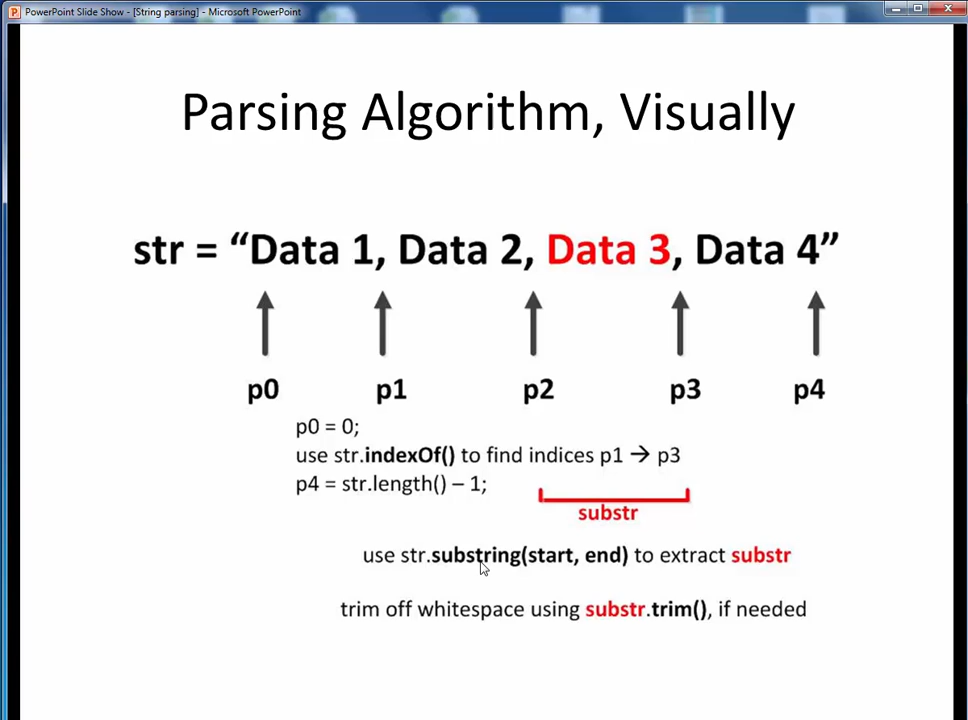 PowerPoint Slide Show - [String parsing] - Microsoft PowerPoint
Parsing Algorithm, Visually
str = “Data 1, Data 2, Data 3, Data 4”
p0 p1 p2 p3 p4
p0 = 0;
use str.indexOf() to find indices p1 → p3
p4 = str.length() – 1;
substr
use str.substring(start, end) to extract substr
trim off whitespace using substr.trim(), if needed